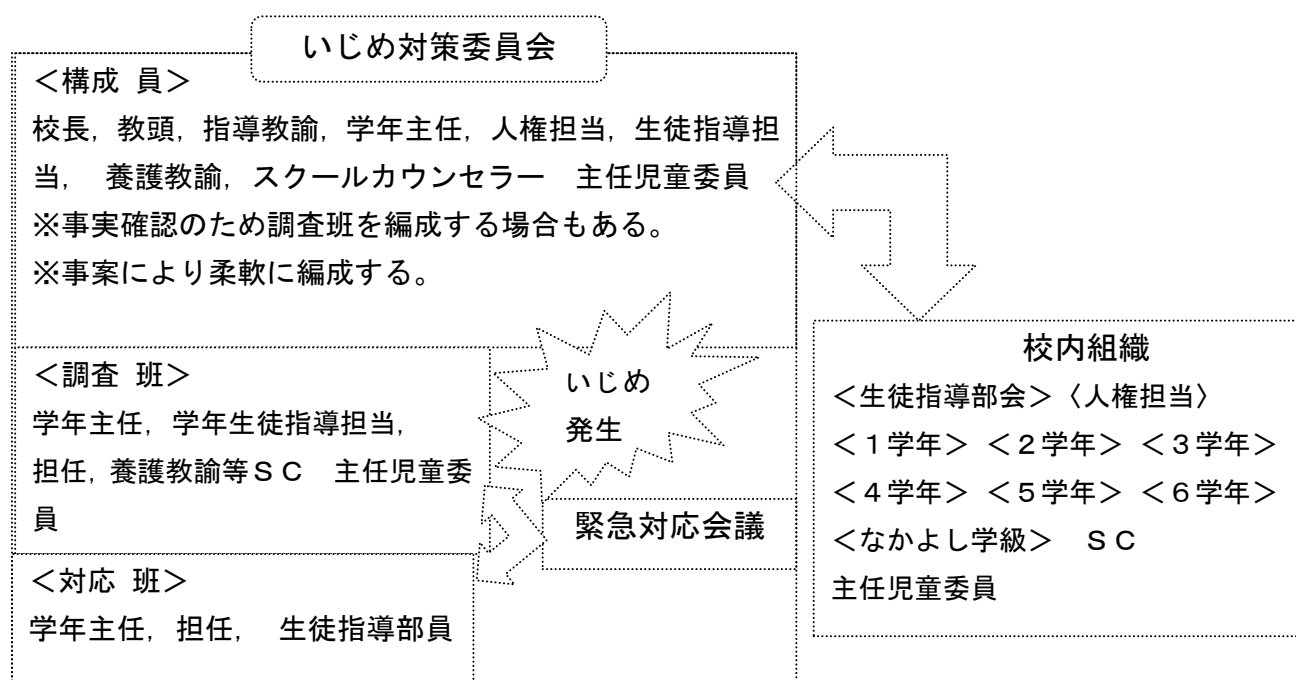 いじめ対策委員会
＜構成 員＞
校長，教頭，指導教諭，学年主任，人権担当，生徒指導担
当，　養護教諭，スクールカウンセラー　主任児童委員
※事実確認のため調査班を編成する場合もある。
※事案により柔軟に編成する。
＜調査 班＞
学年主任，学年生徒指導担当，
担任，養護教諭等ＳＣ　主任児童委
員
いじめ
発生
緊急対応会議
＜対応 班＞
学年主任，担任，　生徒指導部員
校内組織
＜生徒指導部会＞〈人権担当〉
＜１学年＞ ＜２学年＞ ＜３学年＞
＜４学年＞ ＜５学年＞ ＜６学年＞
＜なかよし学級＞　ＳＣ
主任児童委員